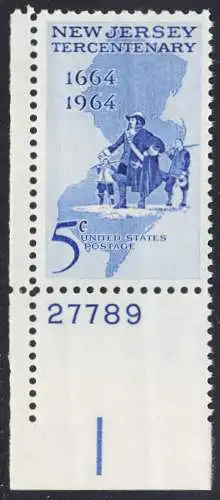 NEW JERSEY
TERCENTENARY
1664
1964
5c
UNITED STATES
POSTAGE
27789